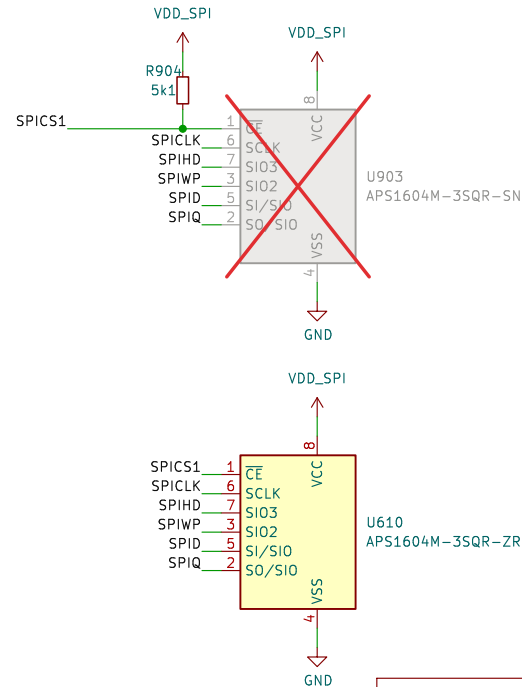 VDD_SPI
VDD_SPI
R904
5k1
8
VCC
SPICS1
1
CE
SPICLK
6
SCLK
SPIHD
7
SIO3
SPIWP
3
SIO2
SPID
5
SI/SIO
SPIQ
2
SO/SIO
U903
APS1604M-3SQR-SN
VSS
4
GND
VDD_SPI
8
VCC
SPICS1
1
CE
SPICLK
6
SCLK
SPIHD
7
SIO3
SPIWP
3
SIO2
SPID
5
SI/SIO
SPIQ
2
SO/SIO
U610
APS1604M-3SQR-ZR
VSS
4
GND